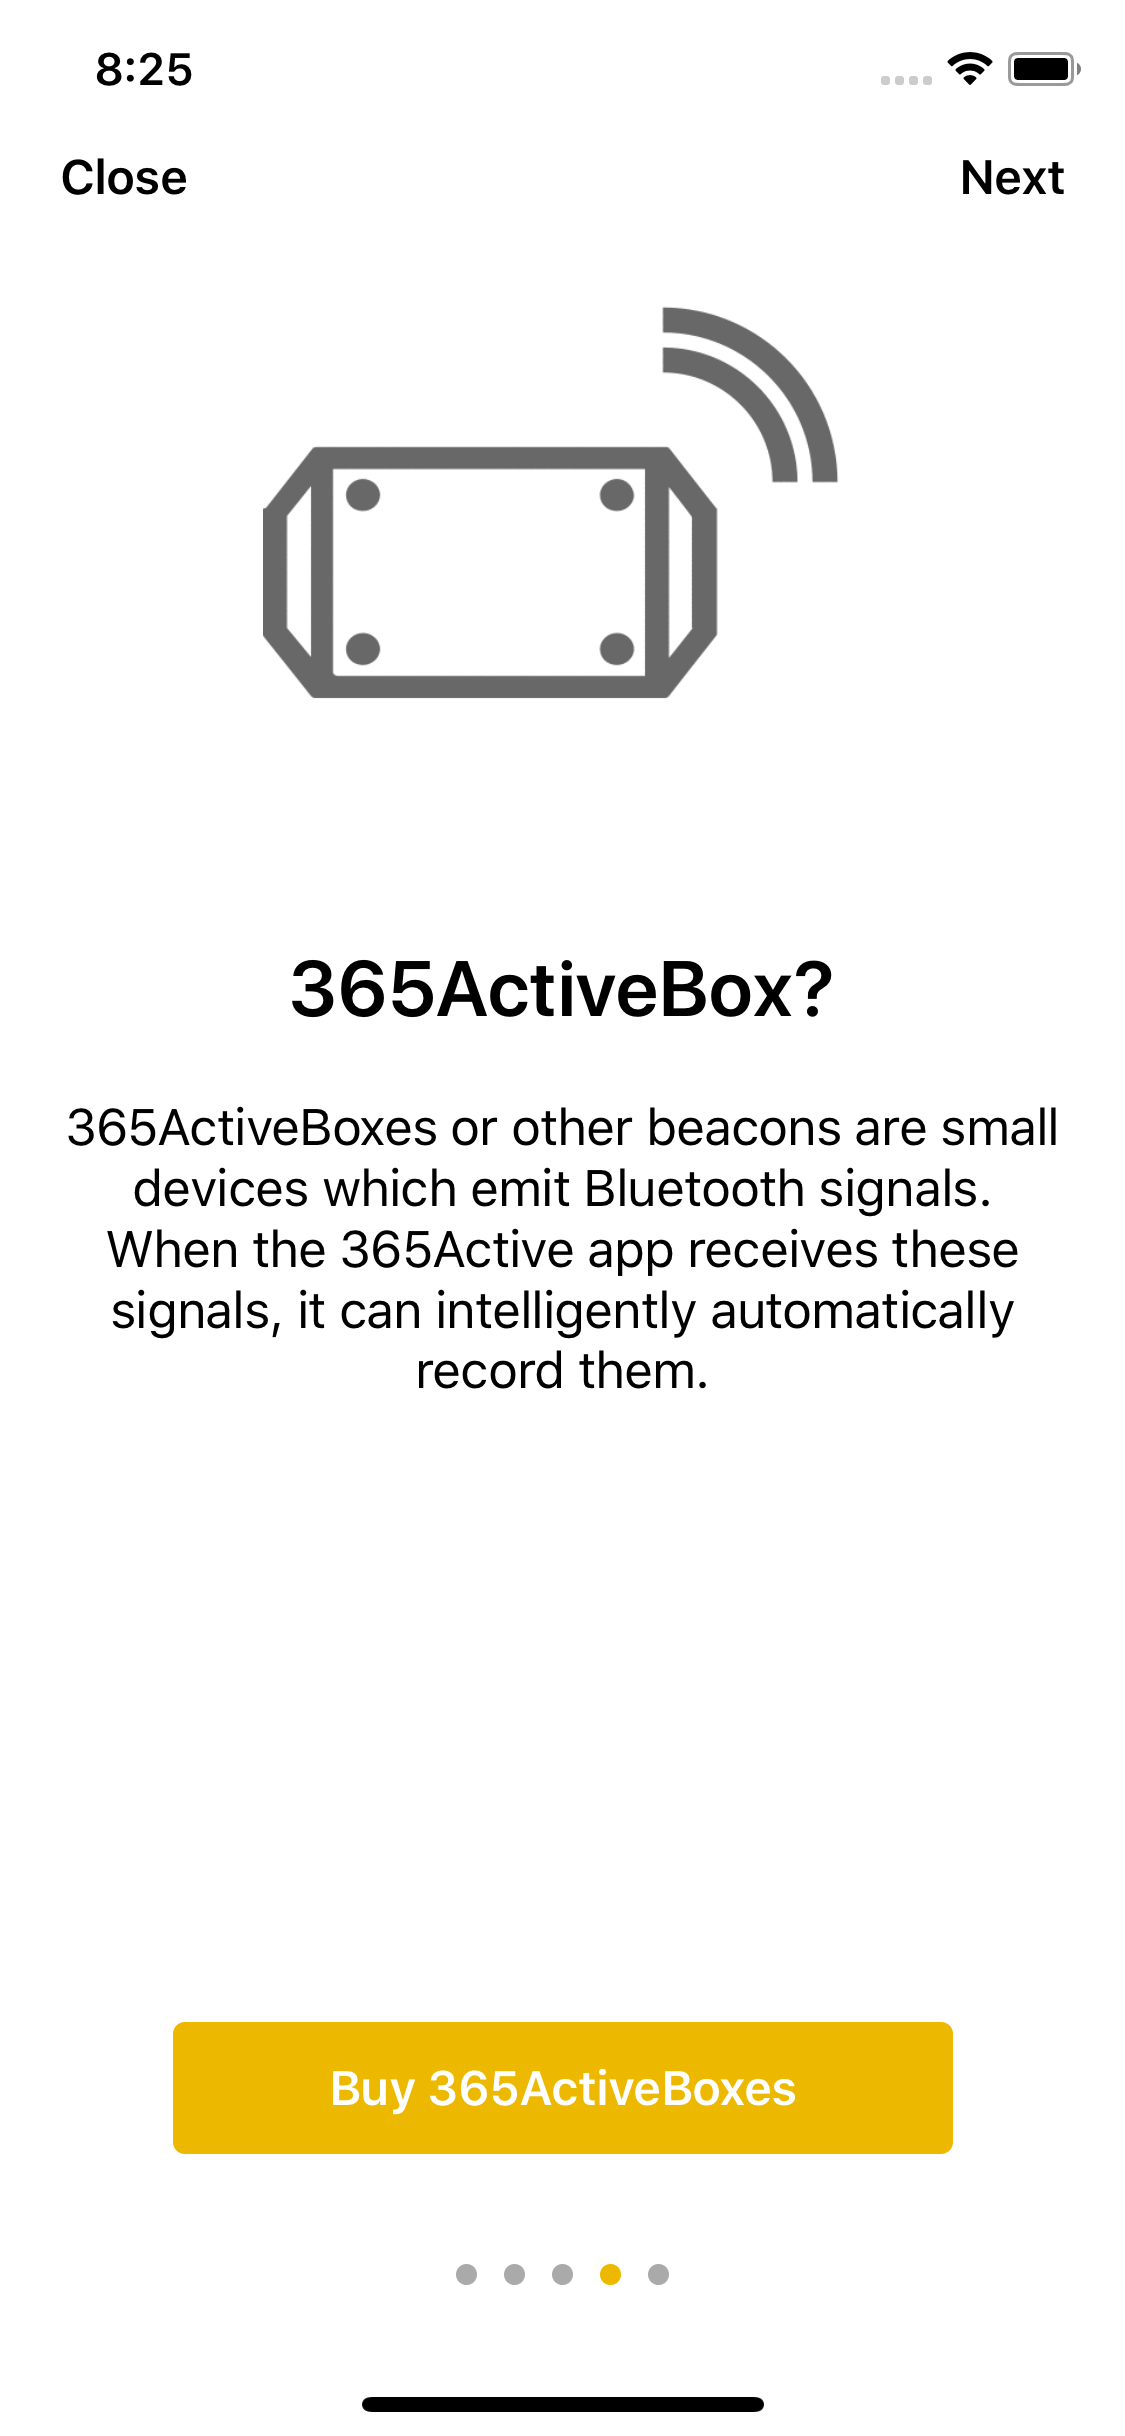 8:25
Close
Next
365ActiveBox?
365ActiveBoxes or other beacons are small
devices which emit Bluetooth signals.
When the 365Active app receives these
signals, it can intelligently automatically
record them.
Buy 365ActiveBoxes